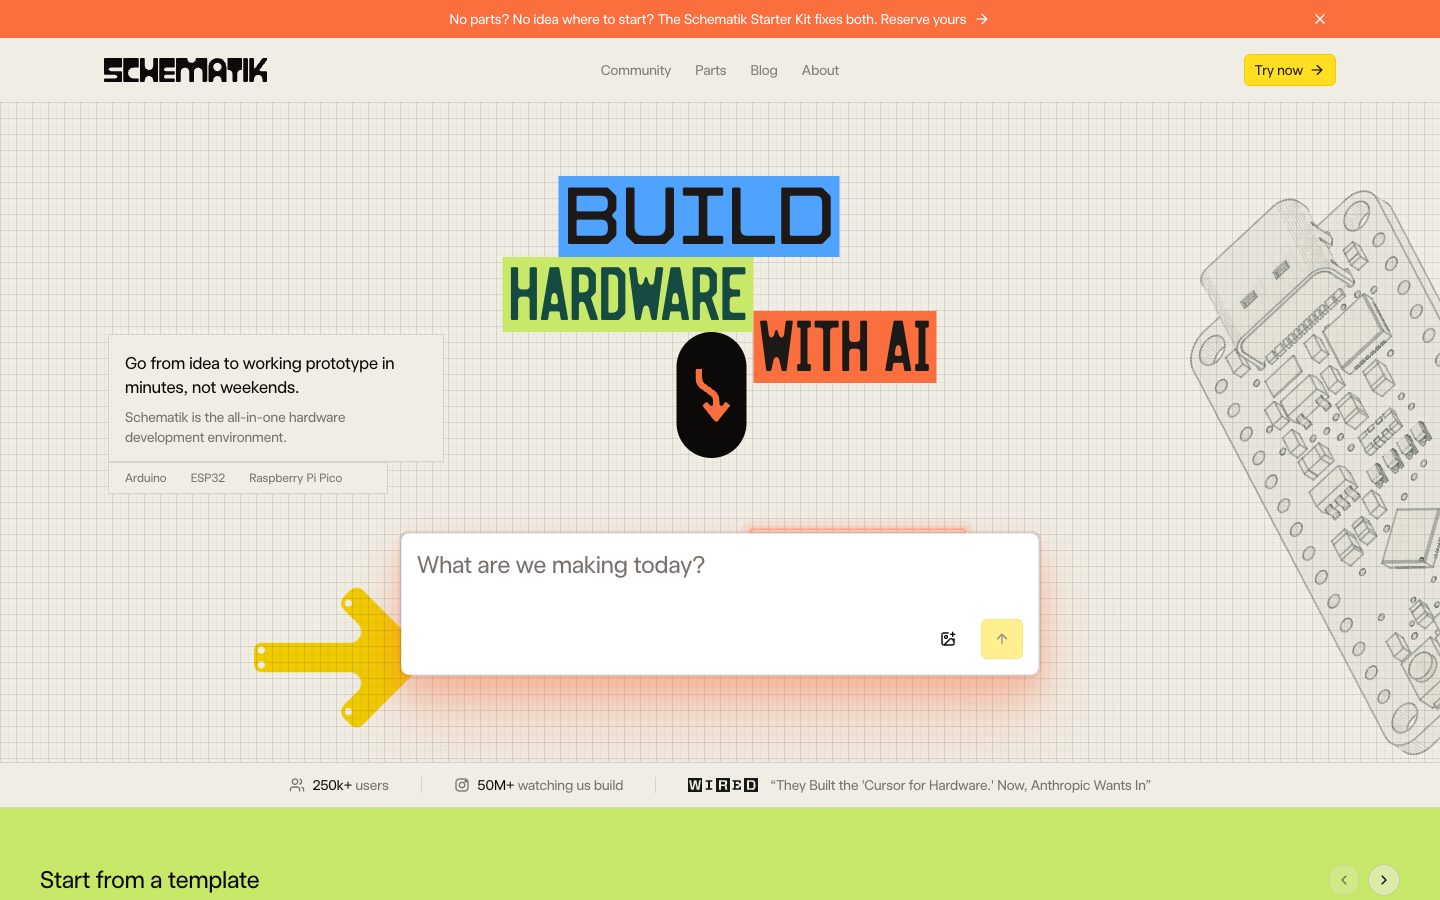 No parts? No idea where to start? The Schematik Starter Kit fixes both. Reserve yours
SCHEMATIK
Community
Parts
Blog
About
Try now
BUILD
HARDWARE
WITH AI
Go from idea to working prototype in
minutes, not weekends.
Schematik is the all-in-one hardware
development environment.
Arduino
ESP32
Raspberry Pi Pico
What are we making today?
250k+ users
50M+ watching us build
WIRED
“They Built the 'Cursor for Hardware.' Now, Anthropic Wants In”
Start from a template